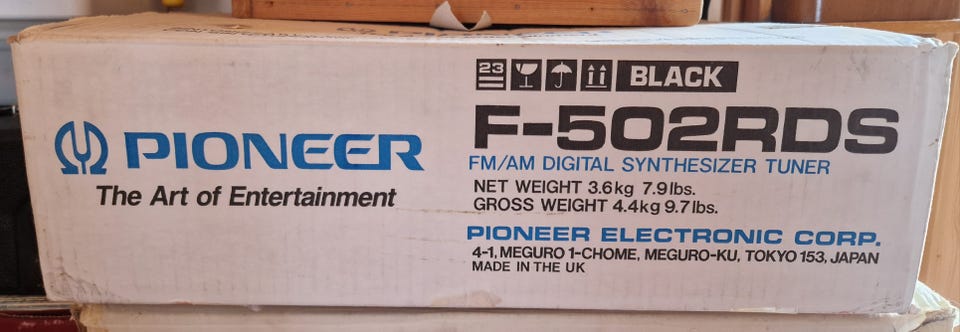 PIONEER
The Art of Entertainment
23
BLACK
F-502RDS
FM/AM DIGITAL SYNTHESIZER TUNER
NET WEIGHT 3.6kg 7.9lbs.
GROSS WEIGHT 4.4kg 9.7lbs.
PIONEER ELECTRONIC CORP.
4-1, MEGURO 1-CHOME, MEGURO-KU, TOKYO 153, JAPAN
MADE IN THE UK